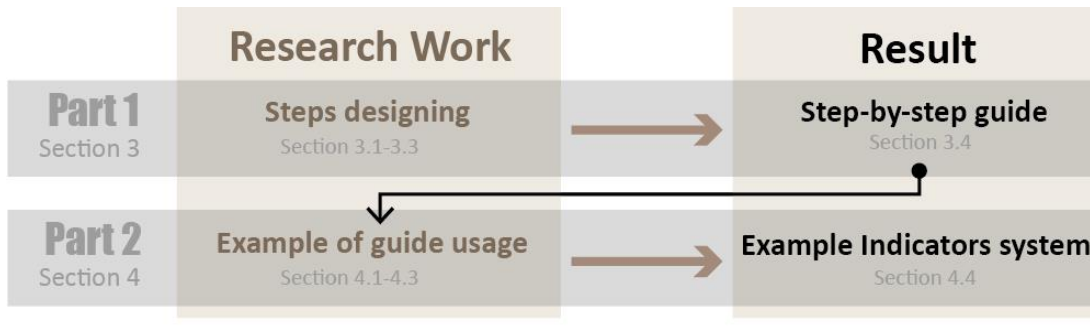 Research Work
Result
Part 1
Section 3
Steps designing
Section 3.1-3.3
Step-by-step guide
Section 3.4
Part 2
Section 4
Example of guide usage
Section 4.1-4.3
Example Indicators system
Section 4.4